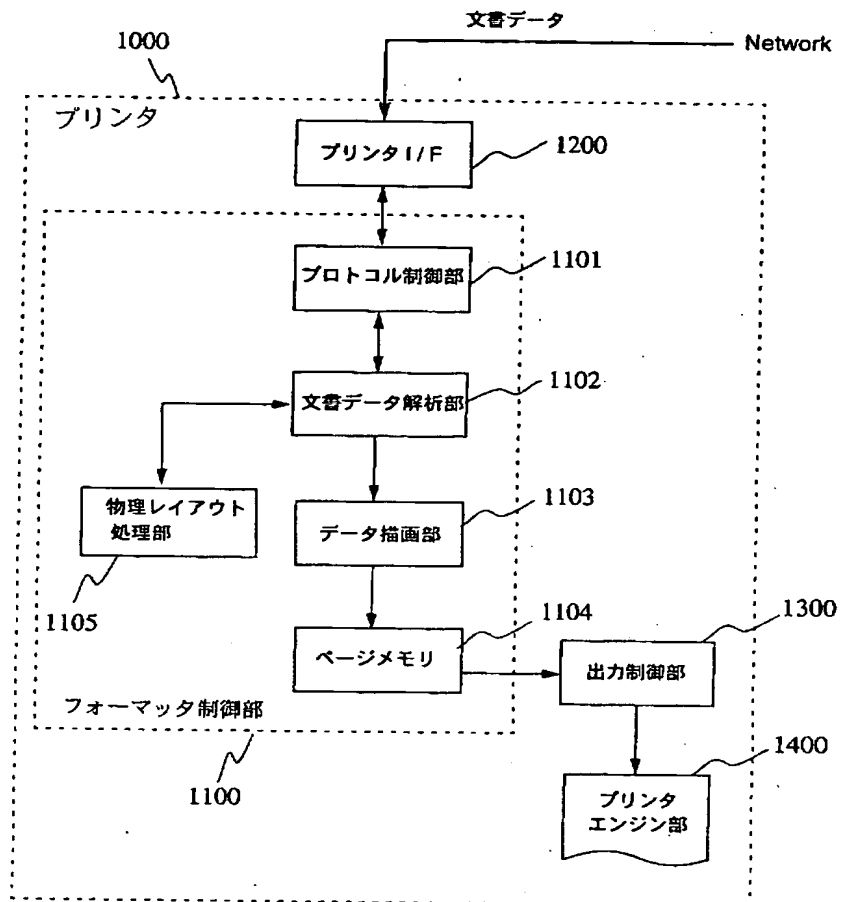 文書データ
Network
1000
プリンタ
プリンタI/F
1200
プロトコル制御部
1101
文書データ解析部
1102
物理レイアウト
処理部
1105
データ描画部
1103
ページメモリ
1104
出力制御部
1300
フォーマッタ制御部
1100
プリンタ
エンジン部
1400